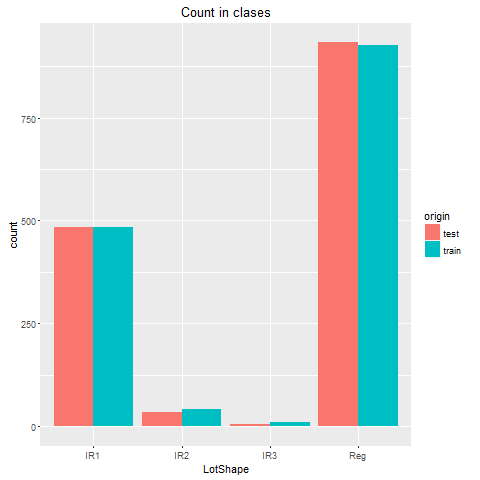 Count in clases
count
750
500
250
0
IR1
IR2
IR3
Reg
LotShape
origin
test
train